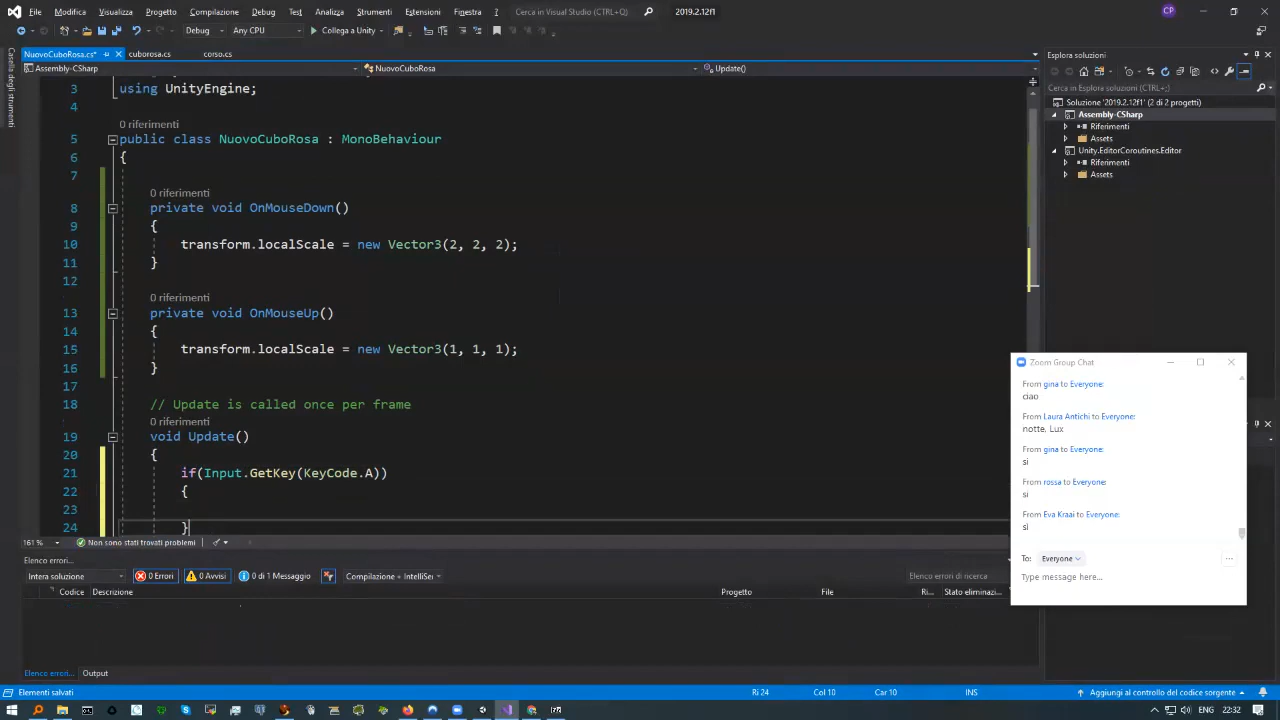 File Modifica Visualizza Progetto Compilazione Debug Test Analizza Strumenti Estensioni Finestra ? Cerca in Visual Studio (CTRL+Q) 2019.2.12f1 CP
Debug Any CPU Collega a Unity
NuovoCuboRosa.cs* cuborosa.cs corso.cs
Assembly-CSharp NuovoCuboRosa Update()
Casella degli strumenti
3 using UnityEngine;
4
0 riferimenti
5 public class NuovoCuboRosa : MonoBehaviour
6 {
7
0 riferimenti
8 private void OnMouseDown()
9 {
10 transform.localScale = new Vector3(2, 2, 2);
11 }
12
0 riferimenti
13 private void OnMouseUp()
14 {
15 transform.localScale = new Vector3(1, 1, 1);
16 }
17
18 // Update is called once per frame
0 riferimenti
19 void Update()
20 {
21 if(Input.GetKey(KeyCode.A))
22 {
23
24 }
161 % Non sono stati trovati problemi
Elenco errori...
Intera soluzione 0 Errori 0 Avvisi 0 di 1 Messaggio Compilazione + IntelliSe Elenco errori di ricerca
Codice Descrizione Progetto File Ri... Stato eliminazi...
Elenco errori... Output
Elementi salvati Ri 24 Col 10 Car 10 INS Aggiungi al controllo del codice sorgente
Esplora soluzioni
Cerca in Esplora soluzioni (CTRL+;)
Soluzione '2019.2.12f1' (2 di 2 progetti)
Assembly-CSharp
Riferimenti
Assets
Unity.EditorCoroutines.Editor
Riferimenti
Assets
Zoom Group Chat
From gina to Everyone:
ciao
From Laura Antichi to Everyone:
notte, Lux
From gina to Everyone:
si
From rossa to Everyone:
si
From Eva Kraai to Everyone:
sì
To: Everyone
Type message here...
ENG 22:32